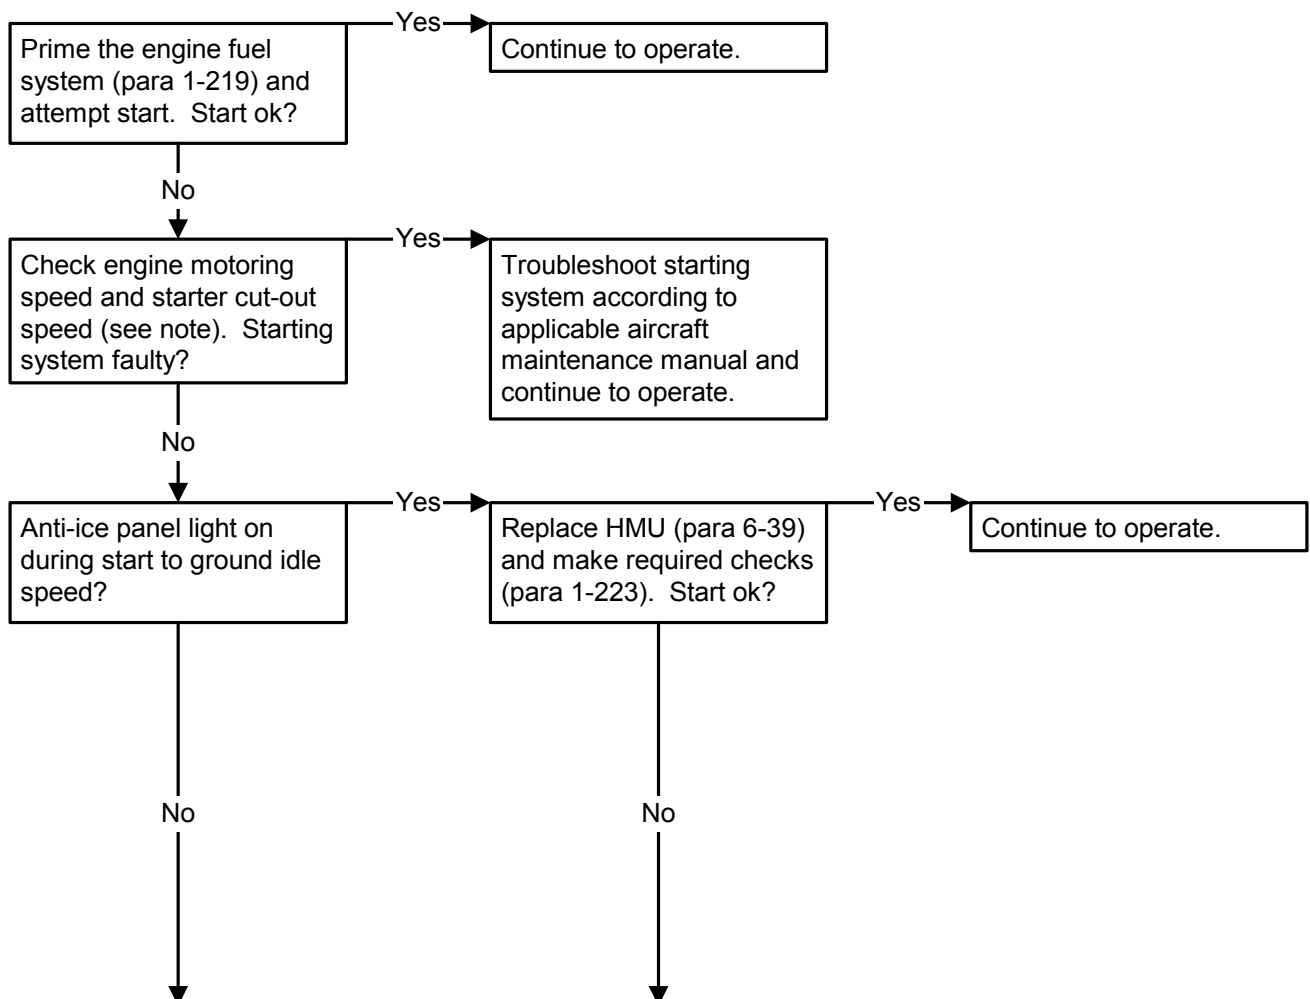 Yes
Prime the engine fuel
system (para 1-219) and
attempt start.  Start ok?
Continue to operate.
No
Yes
Check engine motoring
speed and starter cut-out
speed (see note).  Starting
system faulty?
Troubleshoot starting
system according to
applicable aircraft
maintenance manual and
continue to operate.
No
Yes
Yes
Anti-ice panel light on
during start to ground idle
speed?
Replace HMU (para 6-39)
and make required checks
(para 1-223).  Start ok?
Continue to operate.
No
No